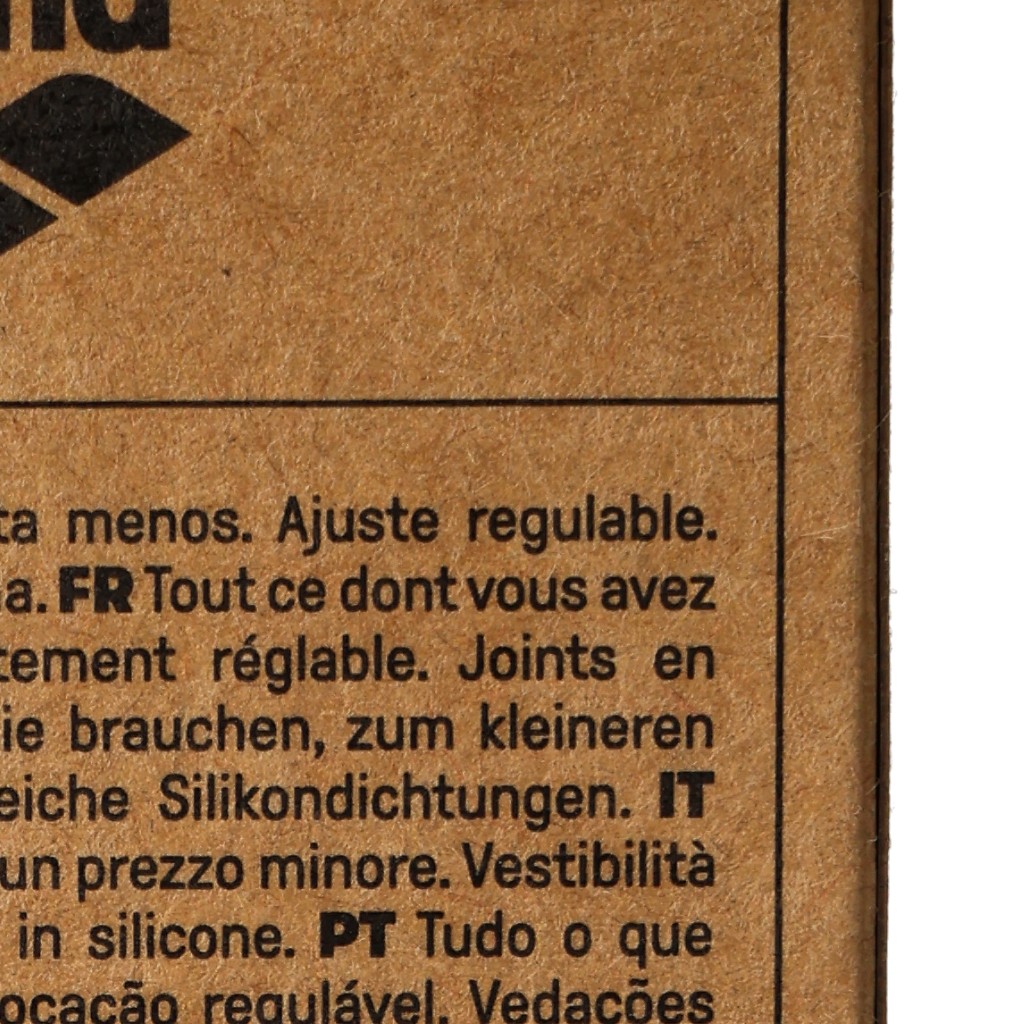 ta menos. Ajuste regulable.
a. FR Tout ce dont vous avez
tement réglable. Joints en
ie brauchen, zum kleineren
eiche Silikondichtungen. IT
un prezzo minore. Vestibilità
in silicone. PT Tudo o que
ocação regulável. Vedações